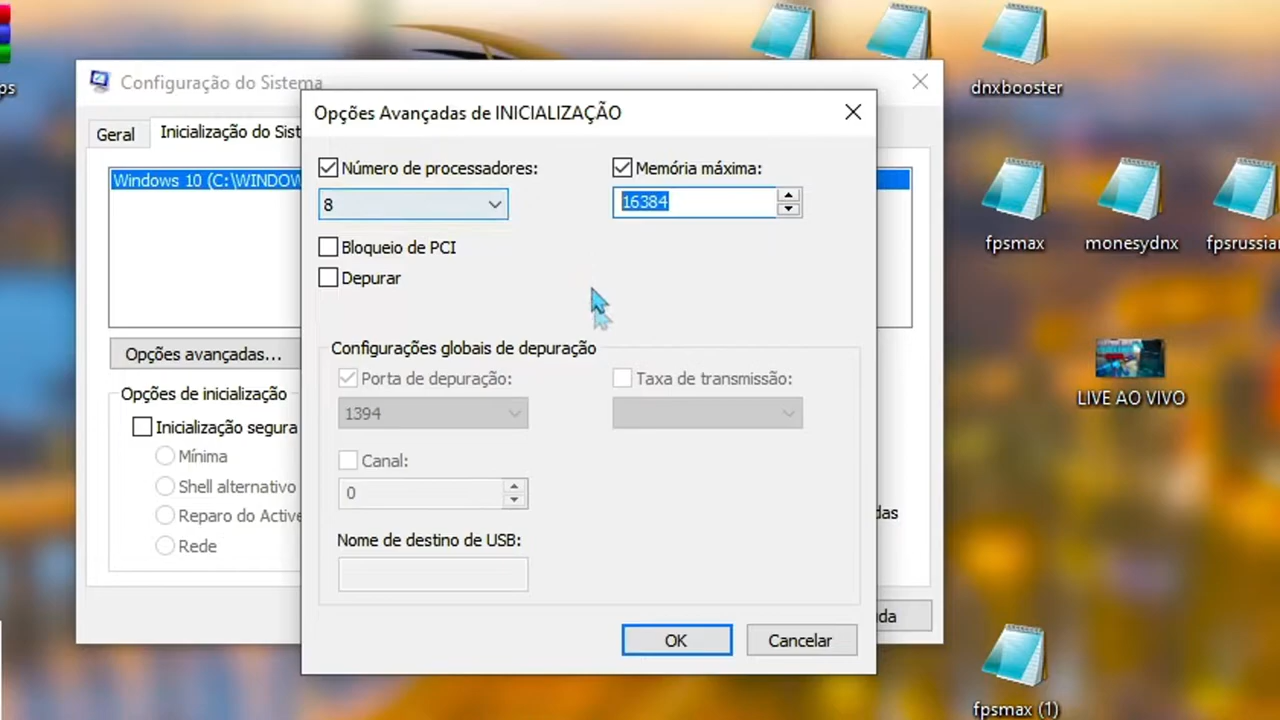 ps
dnxbooster
Configuração do Sistema
Opções Avançadas de INICIALIZAÇÃO
Geral
Inicialização do Sist
Número de processadores:
Memória máxima:
Windows 10 (C:\WINDOW
8
16384
fpsmax
monesydnx
fpsrussian
Bloqueio de PCI
Depurar
Configurações globais de depuração
Opções avançadas...
Porta de depuração:
Taxa de transmissão:
Opções de inicialização
1394
LIVE AO VIVO
Inicialização segura
Mínima
Canal:
Shell alternativo
0
Reparo do Active
das
Rede
Nome de destino de USB:
da
OK
Cancelar
fpsmax (1)